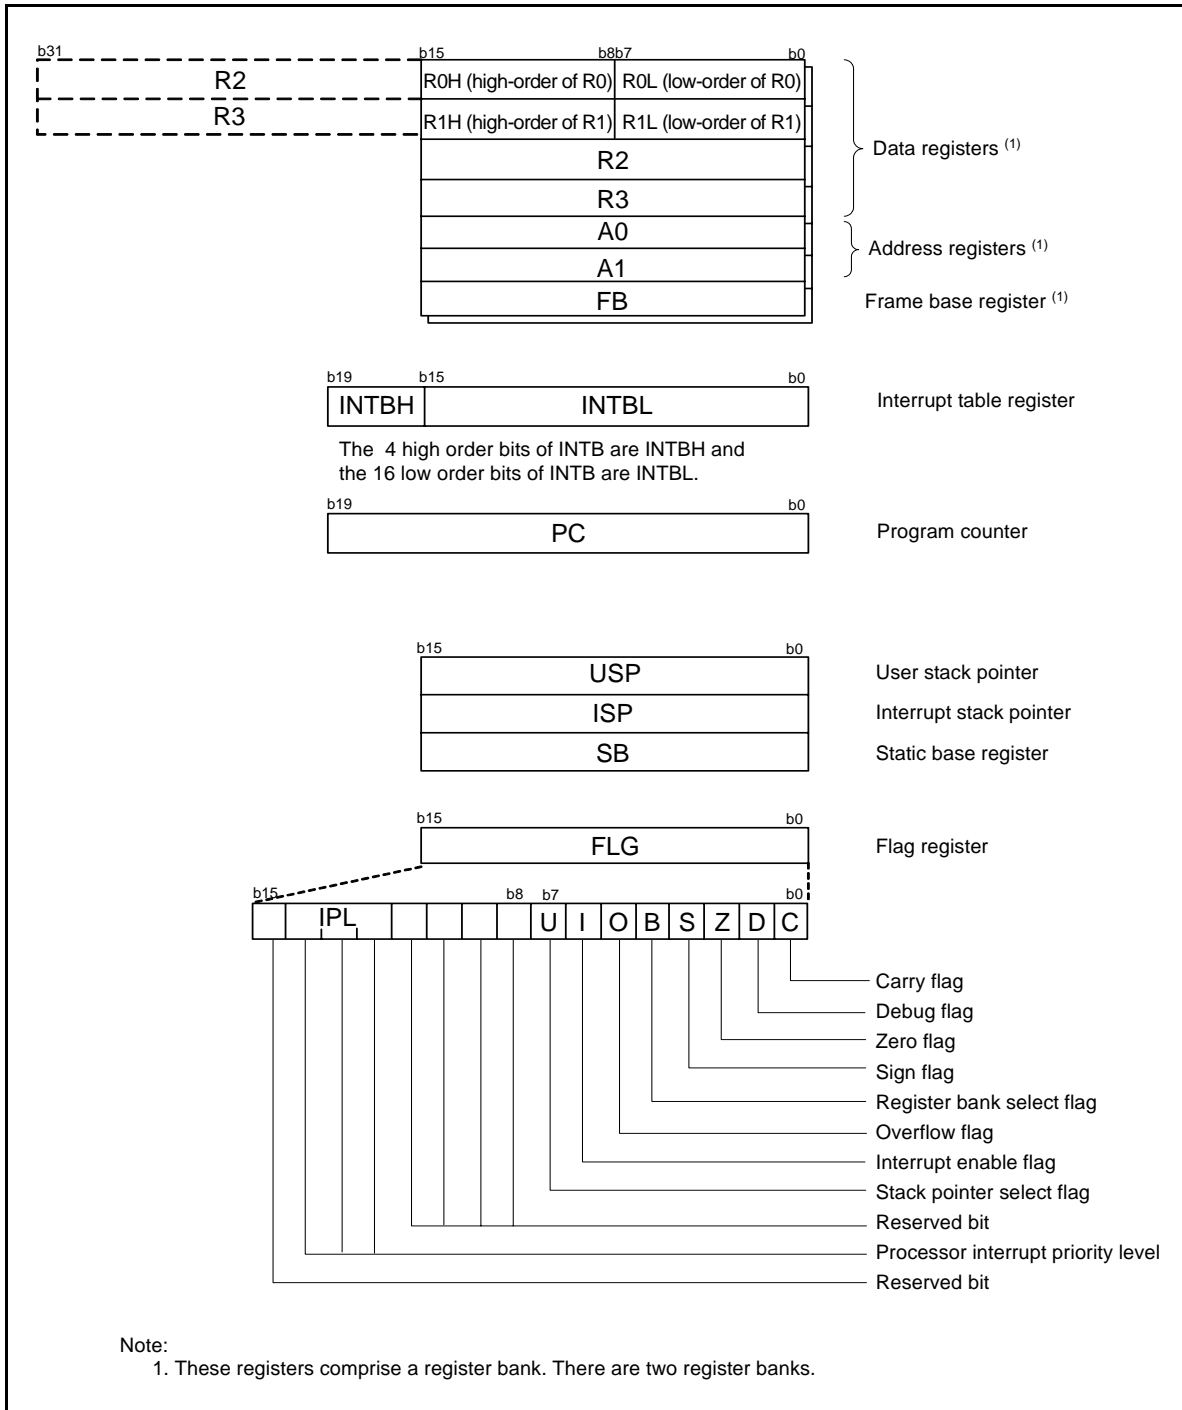 b31 b15 b8b7 b0
R2 R0H (high-order of R0) R0L (low-order of R0)
R3 R1H (high-order of R1) R1L (low-order of R1)
R2
Data registers (1)
R3
A0
Address registers (1)
A1
FB Frame base register (1)
b19 b15 b0
INTBH INTBL Interrupt table register
The 4 high order bits of INTB are INTBH and
the 16 low order bits of INTB are INTBL.
b19 b0
PC Program counter
b15 b0
USP User stack pointer
ISP Interrupt stack pointer
SB Static base register
b15 b0
FLG Flag register
b15 b8 b7 b0
IPL U I O B S Z D C
Carry flag
Debug flag
Zero flag
Sign flag
Register bank select flag
Overflow flag
Interrupt enable flag
Stack pointer select flag
Reserved bit
Processor interrupt priority level
Reserved bit
Note:
1. These registers comprise a register bank. There are two register banks.